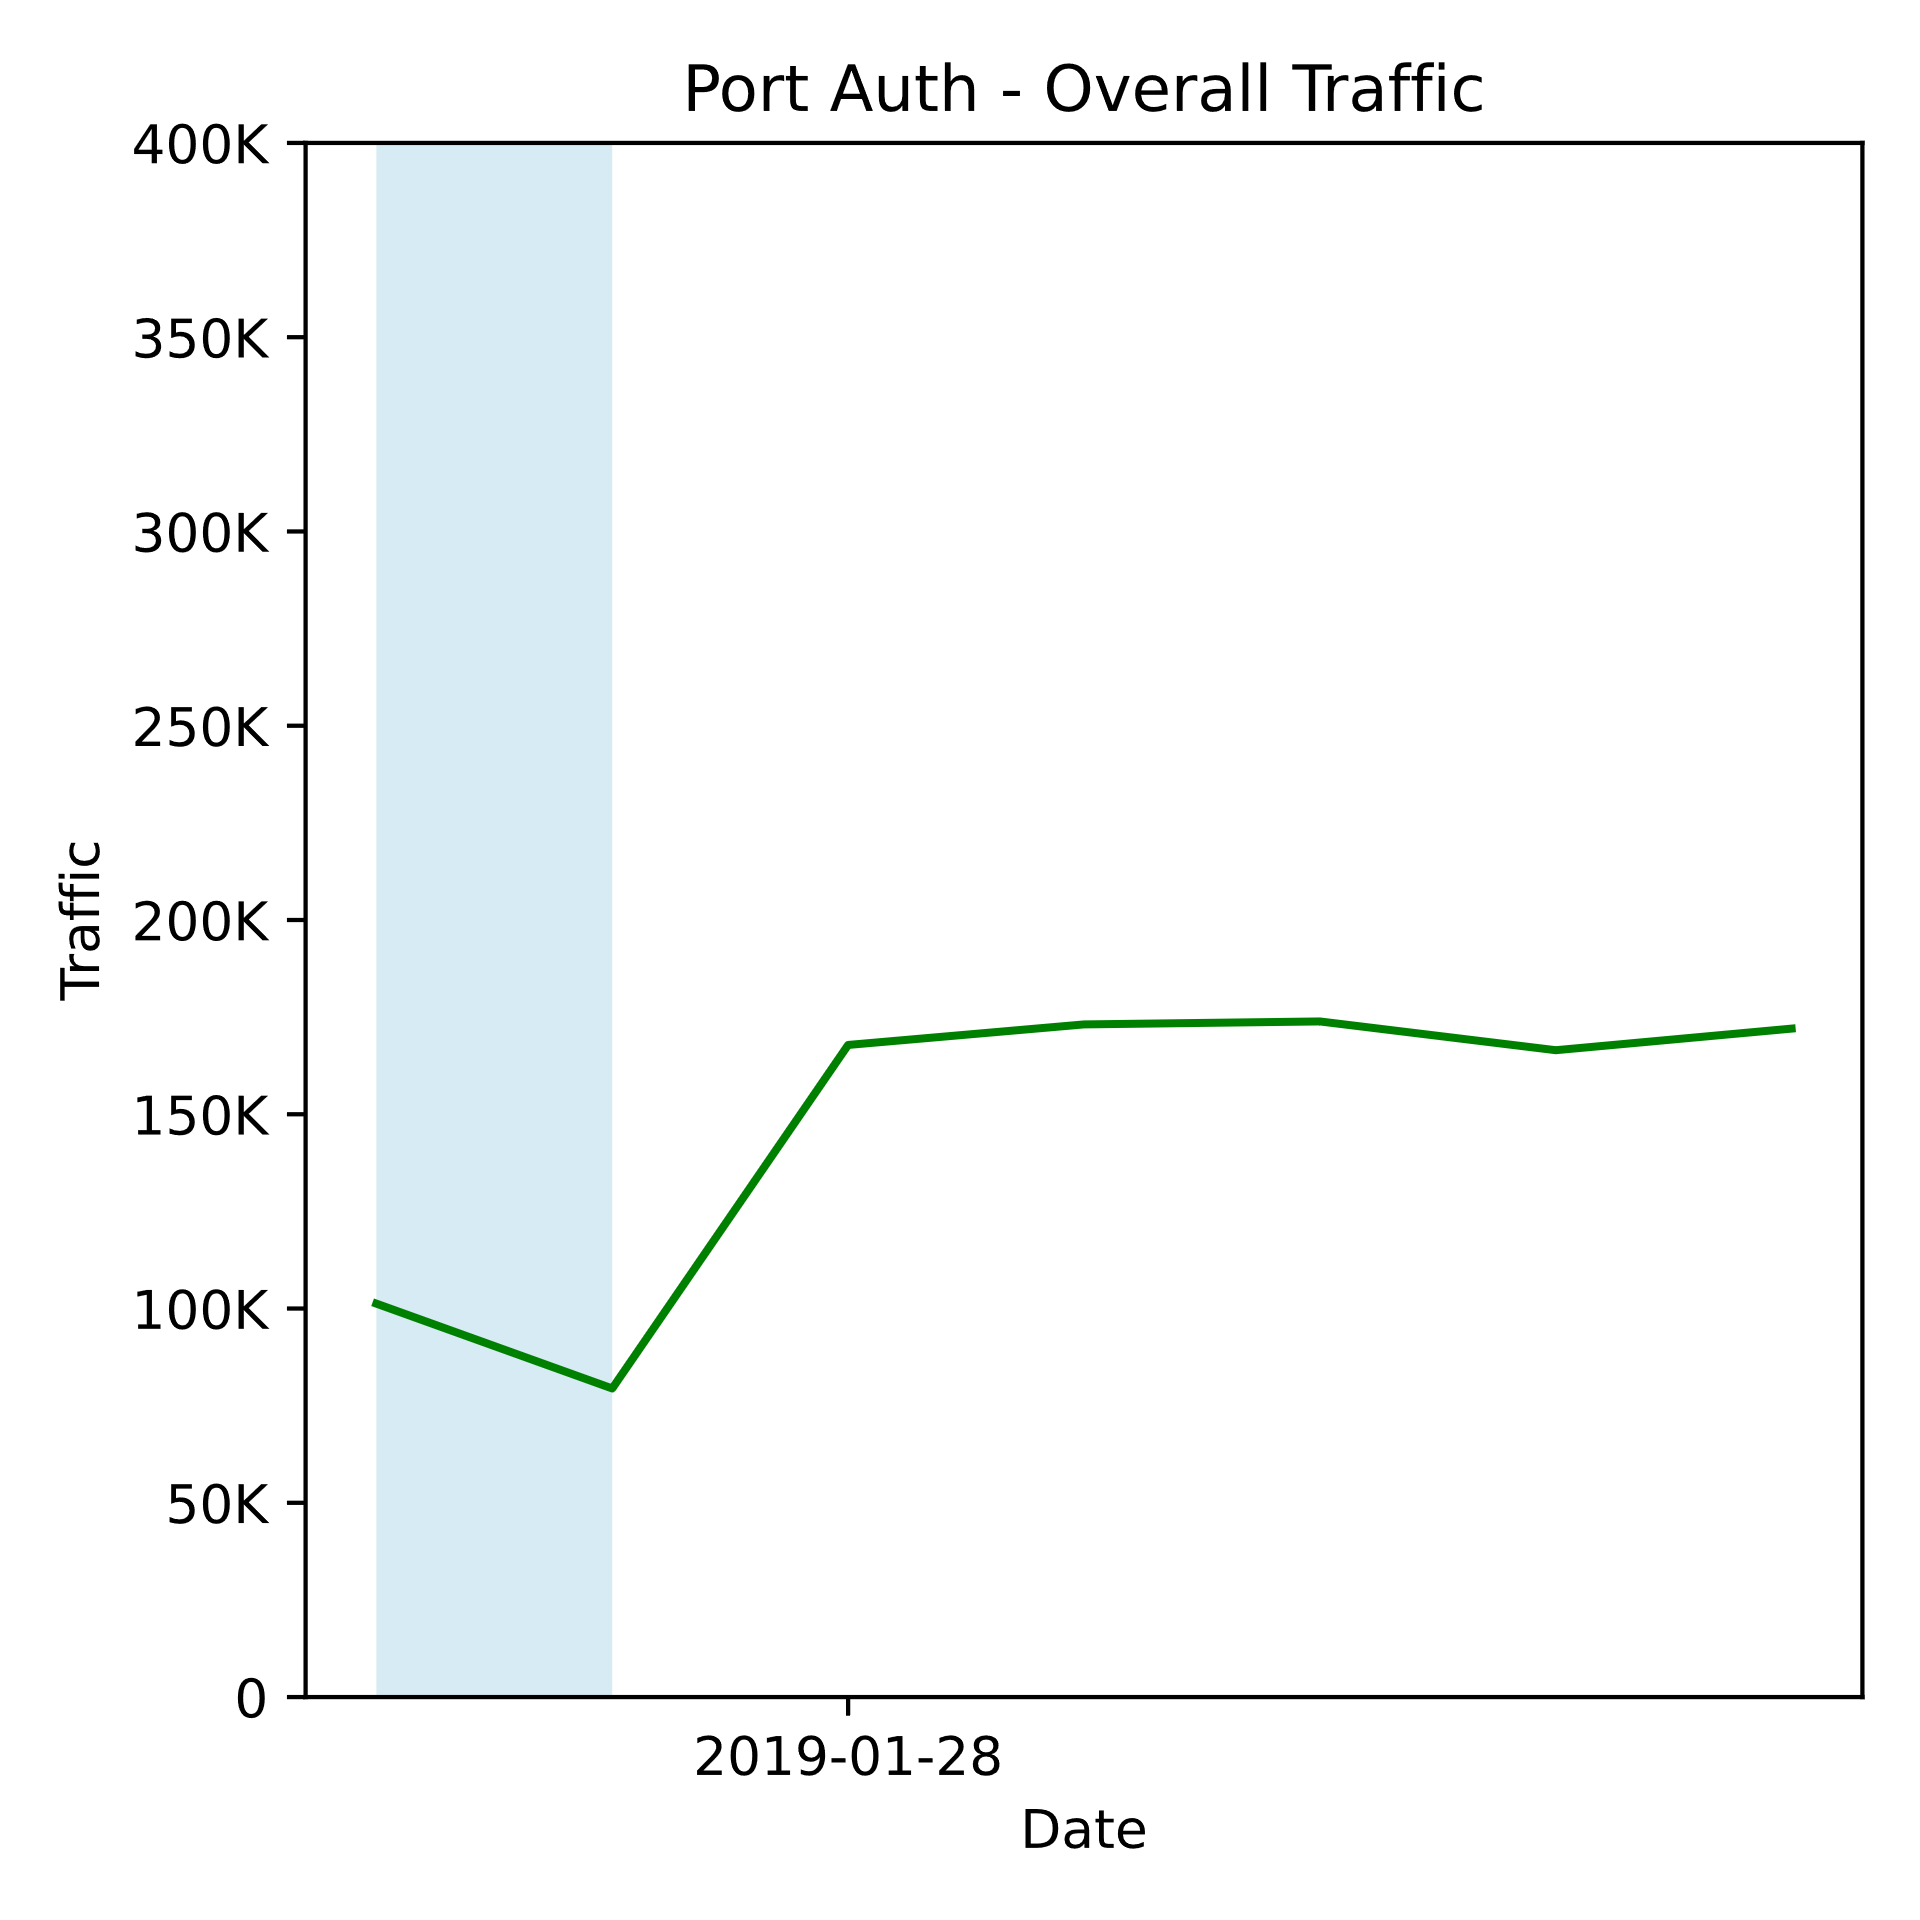 Port Auth - Overall Traffic
400K
350K
300K
250K
200K
150K
100K
50K
0
Traffic
2019-01-28
Date